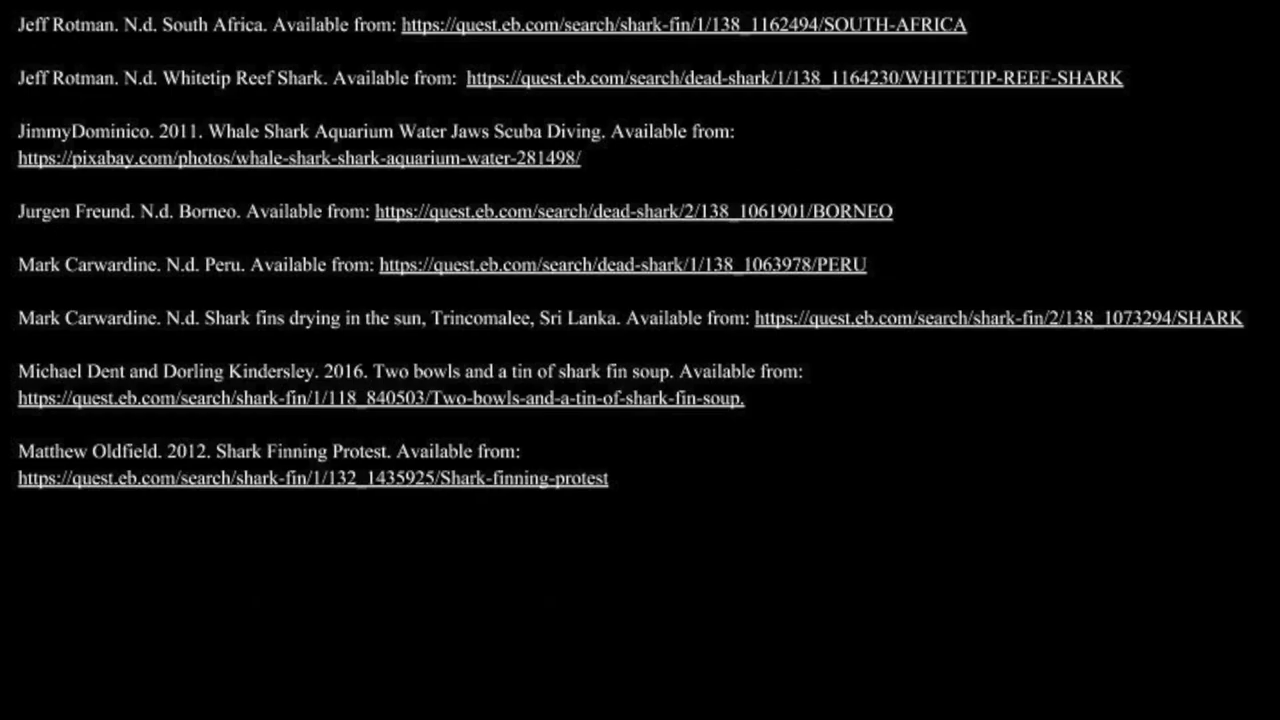 Jeff Rotman. N.d. South Africa. Available from: https://quest.eb.com/search/shark-fin/1/138_1162494/SOUTH-AFRICA
Jeff Rotman. N.d. Whitetip Reef Shark. Available from: https://quest.eb.com/search/dead-shark/1/138_1164230/WHITETIP-REEF-SHARK
JimmyDominico. 2011. Whale Shark Aquarium Water Jaws Scuba Diving. Available from:
https://pixabay.com/photos/whale-shark-shark-aquarium-water-281498/
Jurgen Freund. N.d. Borneo. Available from: https://quest.eb.com/search/dead-shark/2/138_1061901/BORNEO
Mark Carwardine. N.d. Peru. Available from: https://quest.eb.com/search/dead-shark/1/138_1063978/PERU
Mark Carwardine. N.d. Shark fins drying in the sun, Trincomalee, Sri Lanka. Available from: https://quest.eb.com/search/shark-fin/2/138_1073294/SHARK
Michael Dent and Dorling Kindersley. 2016. Two bowls and a tin of shark fin soup. Available from:
https://quest.eb.com/search/shark-fin/1/118_840503/Two-bowls-and-a-tin-of-shark-fin-soup.
Matthew Oldfield. 2012. Shark Finning Protest. Available from:
https://quest.eb.com/search/shark-fin/1/132_1435925/Shark-finning-protest